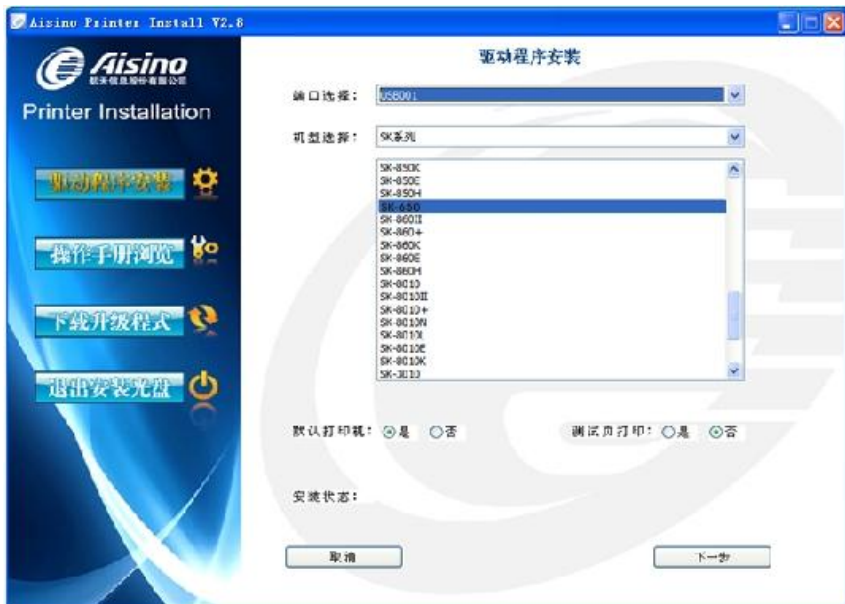 Aisino Printer Install V2.8
Aisino
航天信息股份有限公司
Printer Installation
驱动程序安装
操作手册浏览
下载升级程式
退出安装光盘
驱动程序安装
端口选择: USB001
机型选择: SK系列
SK-850K
SK-850E
SK-850H
SK-860II
SK-860+
SK-860K
SK-860E
SK-860H
SK-8010
SK-8010II
SK-8010+
SK-8010N
SK-8010L
SK-8010E
SK-8010K
默认打印机: 是 否
测试页打印: 是 否
安装状态:
取消
下一步